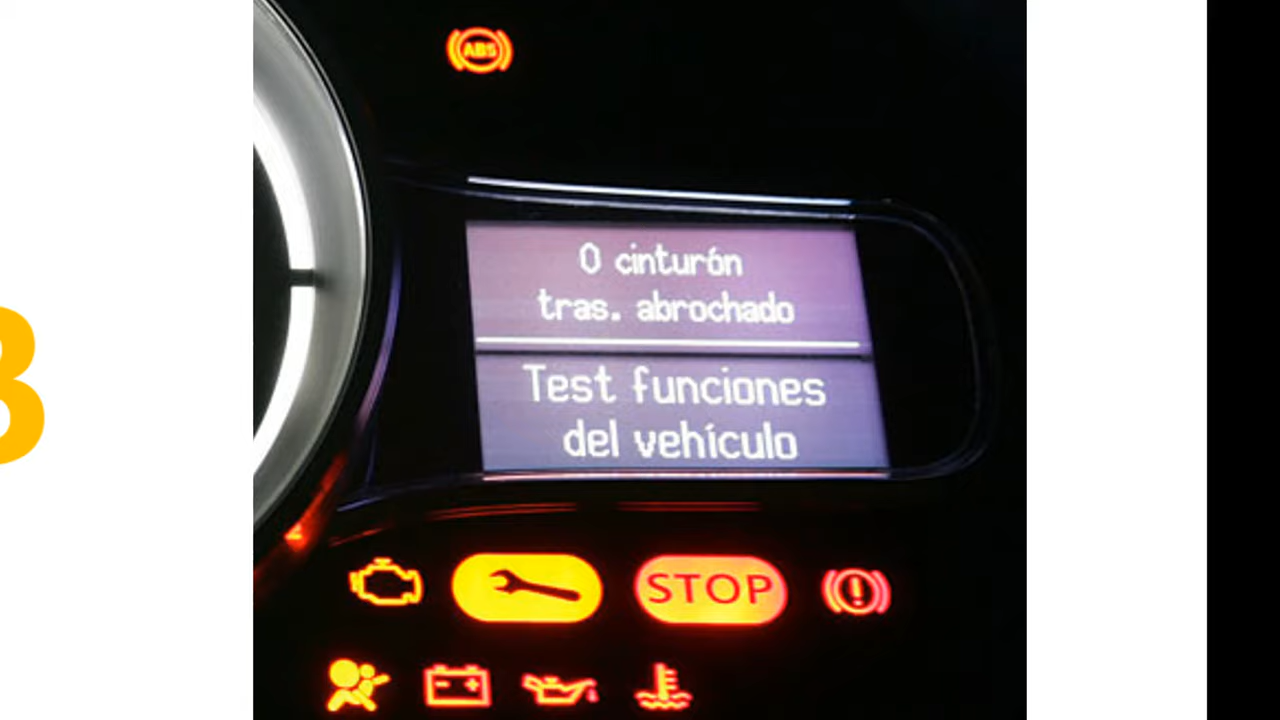 ABS
0 cinturón
tras. abrochado
Test funciones
del vehículo
STOP